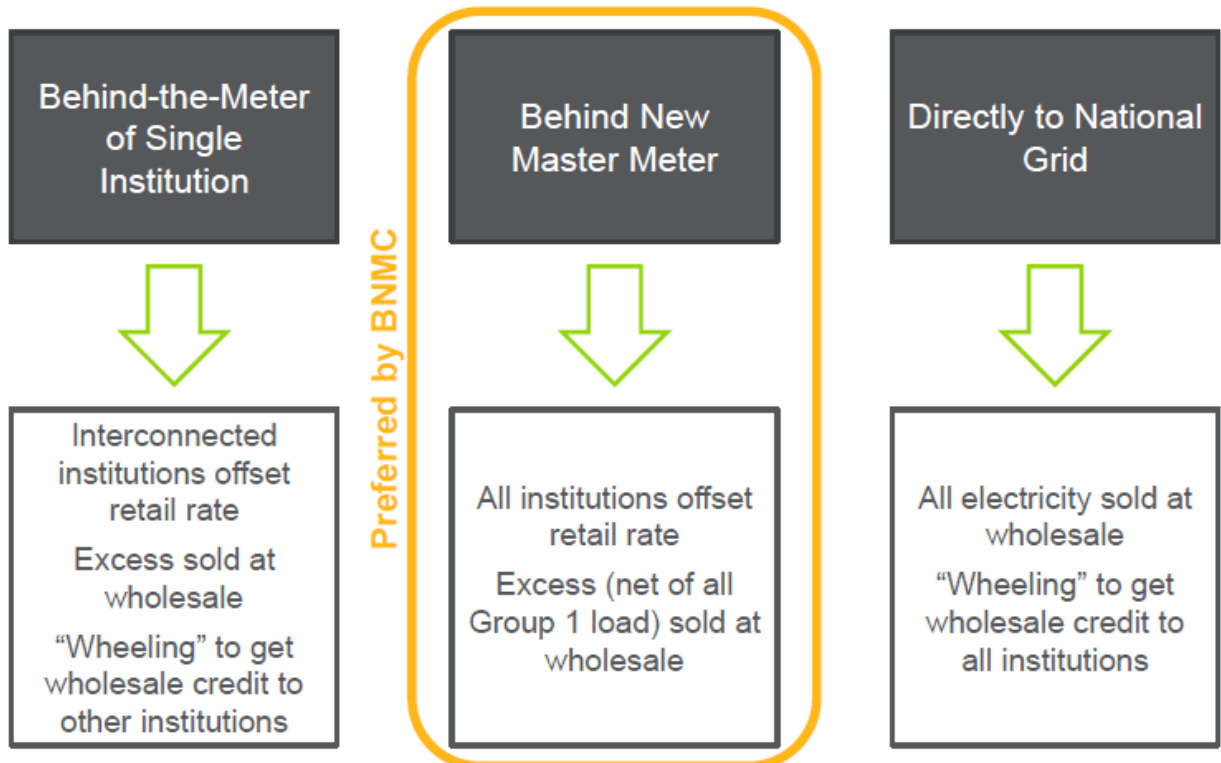 Behind-the-Meter
of Single
Institution
Interconnected
institutions offset
retail rate
Excess sold at
wholesale
“Wheeling” to get
wholesale credit to
other institutions
Preferred by BNMC
Behind New
Master Meter
All institutions offset
retail rate
Excess (net of all
Group 1 load) sold at
wholesale
Directly to National
Grid
All electricity sold at
wholesale
“Wheeling” to get
wholesale credit to
all institutions